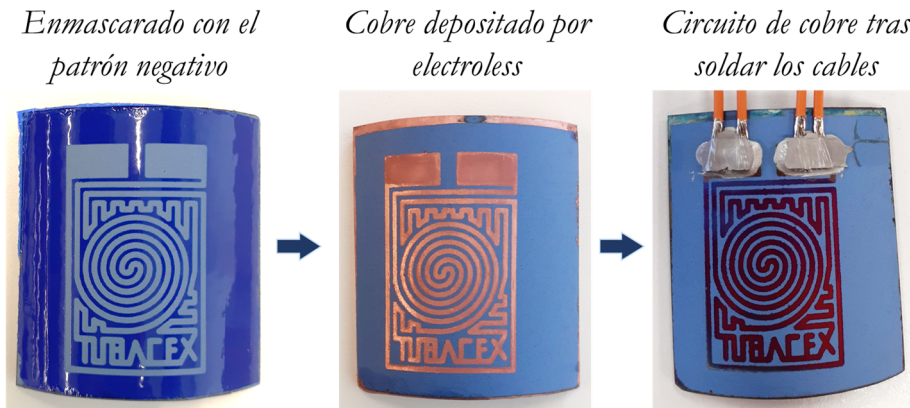 Enmascarado con el
patrón negativo
Cobre depositado por
electroless
Circuito de cobre tras
soldar los cables
TUBACEX
TUBACEX
TUBACEX